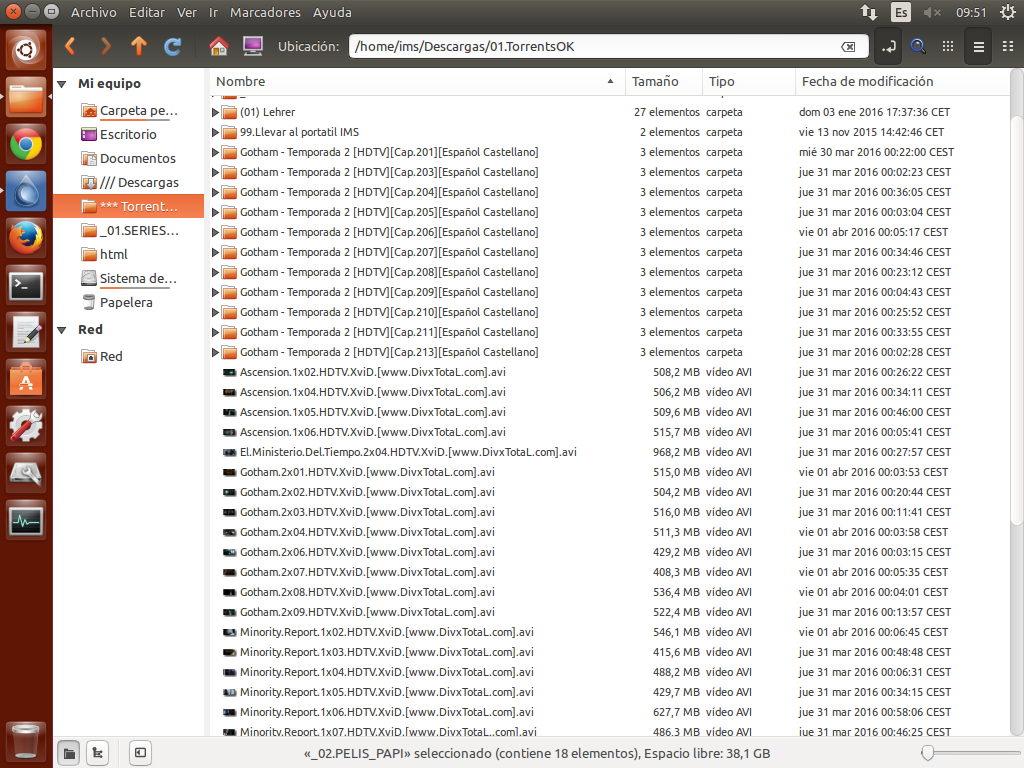 Archivo Editar Ver Ir Marcadores Ayuda Es 09:51
Ubicación: /home/ims/Descargas/01.TorrentsOK
Mi equipo
Carpeta pe...
Escritorio
Documentos
/// Descargas
*** Torrent...
_01.SERIES...
html
Sistema de...
Papelera
Red
Red
Nombre Tamaño Tipo Fecha de modificación
(01) Lehrer 27 elementos carpeta dom 03 ene 2016 17:37:36 CET
99.Llevar al portatil IMS 2 elementos carpeta vie 13 nov 2015 14:42:46 CET
Gotham - Temporada 2 [HDTV][Cap.201][Español Castellano] 3 elementos carpeta mié 30 mar 2016 00:22:00 CEST
Gotham - Temporada 2 [HDTV][Cap.203][Español Castellano] 3 elementos carpeta jue 31 mar 2016 00:02:23 CEST
Gotham - Temporada 2 [HDTV][Cap.204][Español Castellano] 3 elementos carpeta jue 31 mar 2016 00:36:05 CEST
Gotham - Temporada 2 [HDTV][Cap.205][Español Castellano] 3 elementos carpeta jue 31 mar 2016 00:03:04 CEST
Gotham - Temporada 2 [HDTV][Cap.206][Español Castellano] 3 elementos carpeta vie 01 abr 2016 00:05:17 CEST
Gotham - Temporada 2 [HDTV][Cap.207][Español Castellano] 3 elementos carpeta jue 31 mar 2016 00:34:46 CEST
Gotham - Temporada 2 [HDTV][Cap.208][Español Castellano] 3 elementos carpeta jue 31 mar 2016 00:23:12 CEST
Gotham - Temporada 2 [HDTV][Cap.209][Español Castellano] 3 elementos carpeta jue 31 mar 2016 00:04:43 CEST
Gotham - Temporada 2 [HDTV][Cap.210][Español Castellano] 3 elementos carpeta jue 31 mar 2016 00:25:52 CEST
Gotham - Temporada 2 [HDTV][Cap.211][Español Castellano] 3 elementos carpeta jue 31 mar 2016 00:33:55 CEST
Gotham - Temporada 2 [HDTV][Cap.213][Español Castellano] 3 elementos carpeta jue 31 mar 2016 00:02:28 CEST
Ascension.1x02.HDTV.XviD.[www.DivxTotaL.com].avi 508,2 MB vídeo AVI jue 31 mar 2016 00:26:22 CEST
Ascension.1x04.HDTV.XviD.[www.DivxTotaL.com].avi 506,2 MB vídeo AVI jue 31 mar 2016 00:34:11 CEST
Ascension.1x05.HDTV.XviD.[www.DivxTotaL.com].avi 509,6 MB vídeo AVI jue 31 mar 2016 00:46:00 CEST
Ascension.1x06.HDTV.XviD.[www.DivxTotaL.com].avi 515,7 MB vídeo AVI jue 31 mar 2016 00:05:41 CEST
El.Ministerio.Del.Tiempo.2x04.HDTV.XviD.[www.DivxTotaL.com].avi 968,2 MB vídeo AVI jue 31 mar 2016 00:27:57 CEST
Gotham.2x01.HDTV.XviD.[www.DivxTotaL.com].avi 515,0 MB vídeo AVI vie 01 abr 2016 00:03:53 CEST
Gotham.2x02.HDTV.XviD.[www.DivxTotaL.com].avi 504,2 MB vídeo AVI jue 31 mar 2016 00:20:44 CEST
Gotham.2x03.HDTV.XviD.[www.DivxTotaL.com].avi 516,0 MB vídeo AVI jue 31 mar 2016 00:11:41 CEST
Gotham.2x04.HDTV.XviD.[www.DivxTotaL.com].avi 511,3 MB vídeo AVI vie 01 abr 2016 00:03:58 CEST
Gotham.2x06.HDTV.XviD.[www.DivxTotaL.com].avi 429,2 MB vídeo AVI jue 31 mar 2016 00:03:15 CEST
Gotham.2x07.HDTV.XviD.[www.DivxTotaL.com].avi 408,3 MB vídeo AVI vie 01 abr 2016 00:05:35 CEST
Gotham.2x08.HDTV.XviD.[www.DivxTotaL.com].avi 536,4 MB vídeo AVI vie 01 abr 2016 00:04:01 CEST
Gotham.2x09.HDTV.XviD.[www.DivxTotaL.com].avi 522,4 MB vídeo AVI jue 31 mar 2016 00:13:57 CEST
Minority.Report.1x02.HDTV.XviD.[www.DivxTotaL.com].avi 546,1 MB vídeo AVI vie 01 abr 2016 00:06:45 CEST
Minority.Report.1x03.HDTV.XviD.[www.DivxTotaL.com].avi 415,6 MB vídeo AVI jue 31 mar 2016 00:48:48 CEST
Minority.Report.1x04.HDTV.XviD.[www.DivxTotaL.com].avi 488,2 MB vídeo AVI jue 31 mar 2016 00:06:31 CEST
Minority.Report.1x05.HDTV.XviD.[www.DivxTotaL.com].avi 429,7 MB vídeo AVI jue 31 mar 2016 00:34:15 CEST
Minority.Report.1x06.HDTV.XviD.[www.DivxTotaL.com].avi 627,7 MB vídeo AVI jue 31 mar 2016 00:58:06 CEST
Minority.Report.1x07.HDTV.XviD.[www.DivxTotaL.com].avi 486,3 MB vídeo AVI jue 31 mar 2016 00:46:25 CEST
«_02.PELIS_PAPI» seleccionado (contiene 18 elementos), Espacio libre: 38,1 GB